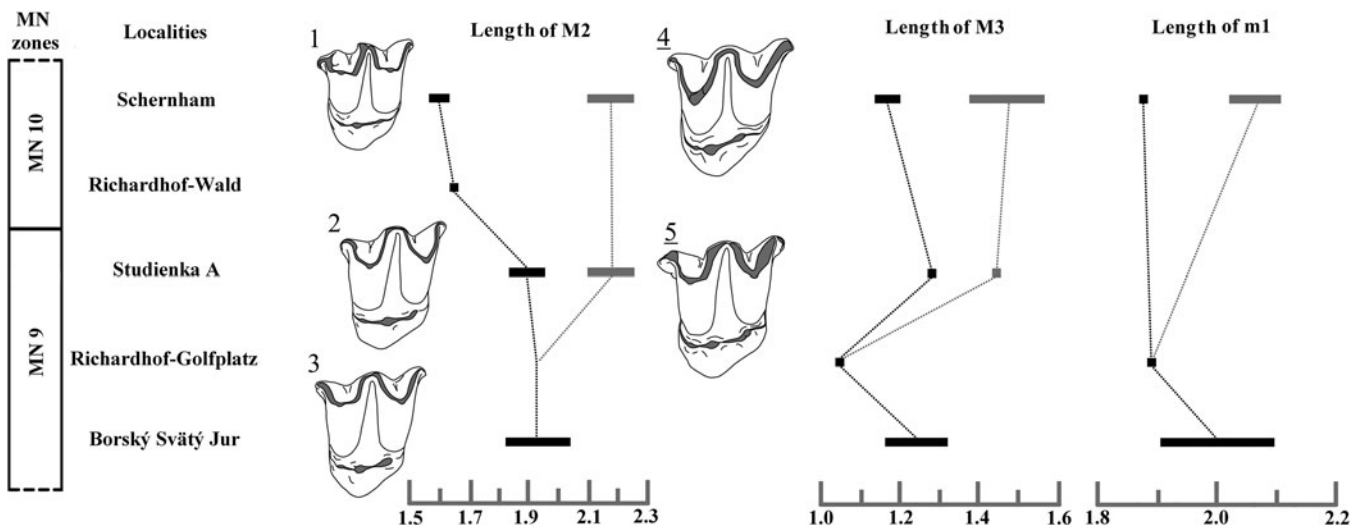 MN
zones
Localities
Length of M2
Length of M3
Length of m1
1
4
Schernham
MN 10
Richardhof-Wald
2
5
Studienka A
MN 9
Richardhof-Golfplatz
3
Borský Svätý Jur
1.5 1.7 1.9 2.1 2.3
1.0 1.2 1.4 1.6
1.8 2.0 2.2